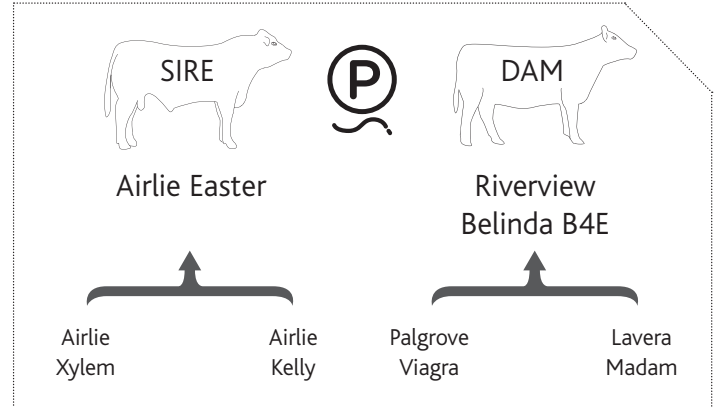 SIRE
P
DAM
Airlie Easter
Riverview
Belinda B4E
Airlie
Xylem
Airlie
Kelly
Palgrove
Viagra
Lavera
Madam